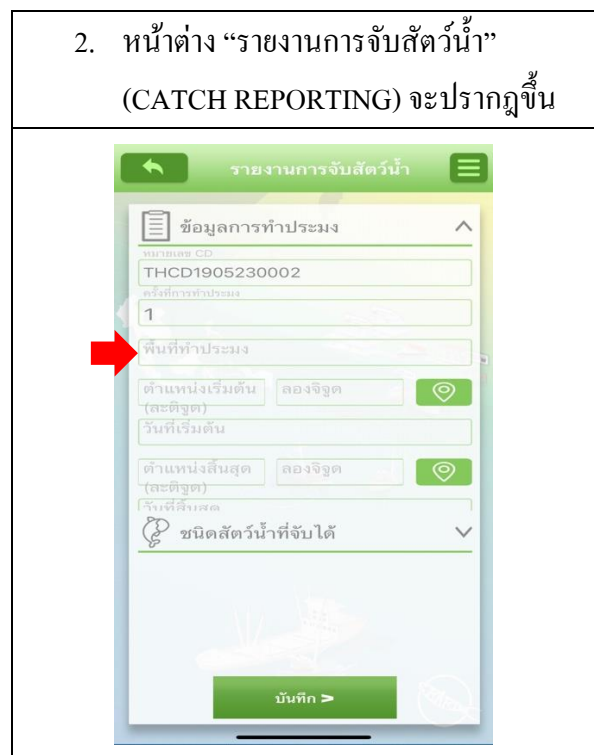 2. หน้าต่าง “รายงานการจับสัตว์น้ำ”
(CATCH REPORTING) จะปรากฎขึ้น
รายงานการจับสัตว์น้ำ
ข้อมูลการทำประมง
หมายเลข CD
THCD1905230002
ครั้งที่การทำประมง
1
พื้นที่ทำประมง
ตำแหน่งเริ่มต้น ลองจิจูด
(ละติจูด)
วันที่เริ่มต้น
ตำแหน่งสิ้นสุด ลองจิจูด
(ละติจูด)
วันที่สิ้นสุด
ชนิดสัตว์น้ำที่จับได้
บันทึก >